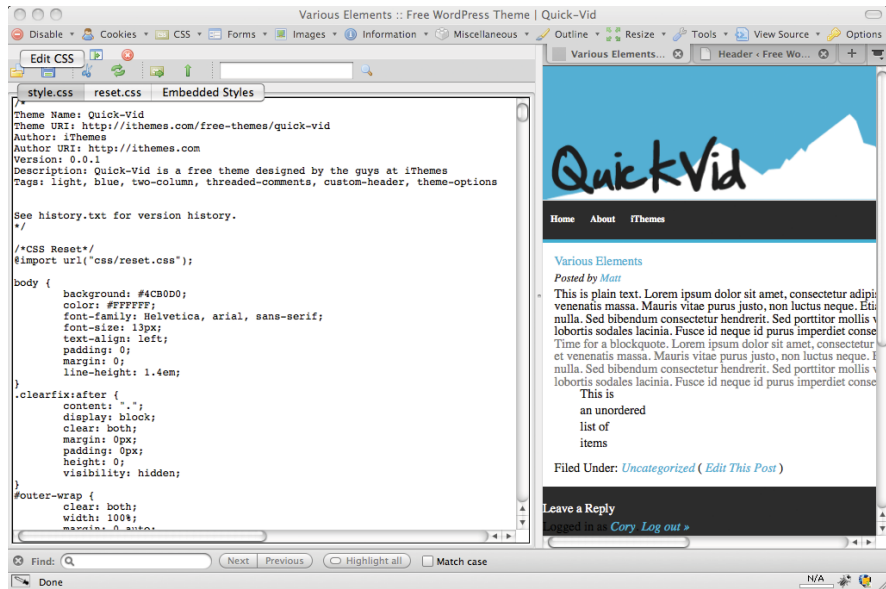 Various Elements :: Free WordPress Theme | Quick-Vid
Disable Cookies CSS Forms Images Information Miscellaneous Outline Resize Tools View Source Options
Edit CSS
style.css reset.css Embedded Styles
/*
Theme Name: Quick-Vid
Theme URI: http://ithemes.com/free-themes/quick-vid
Author: iThemes
Author URI: http://ithemes.com
Version: 0.0.1
Description: Quick-Vid is a free theme designed by the guys at iThemes
Tags: light, blue, two-column, threaded-comments, custom-header, theme-options
See history.txt for version history.
*/
/*CSS Reset*/
@import url("css/reset.css");
body {
background: #4CB0D0;
color: #FFFFFF;
font-family: Helvetica, arial, sans-serif;
font-size: 13px;
text-align: left;
padding: 0;
margin: 0;
line-height: 1.4em;
}
.clearfix:after {
content: ".";
display: block;
clear: both;
margin: 0px;
padding: 0px;
height: 0;
visibility: hidden;
}
#outer-wrap {
clear: both;
width: 100%;
margin: 0 auto;
Various Elements... Header ‹ Free Wo...
QuickVid
Home About iThemes
Various Elements
Posted by Matt
This is plain text. Lorem ipsum dolor sit amet, consectetur adipi
venenatis massa. Mauris vitae purus justo, non luctus neque. Etia
nulla. Sed bibendum consectetur hendrerit. Sed porttitor mollis v
lobortis sodales lacinia. Fusce id neque id purus imperdiet conse
Time for a blockquote. Lorem ipsum dolor sit amet, consectetur
et venenatis massa. Mauris vitae purus justo, non luctus neque. E
nulla. Sed bibendum consectetur hendrerit. Sed porttitor mollis v
lobortis sodales lacinia. Fusce id neque id purus imperdiet conse
This is
an unordered
list of
items
Filed Under: Uncategorized ( Edit This Post )
Leave a Reply
Logged in as Cory Log out »
Find: Next Previous Highlight all Match case
Done
N/A